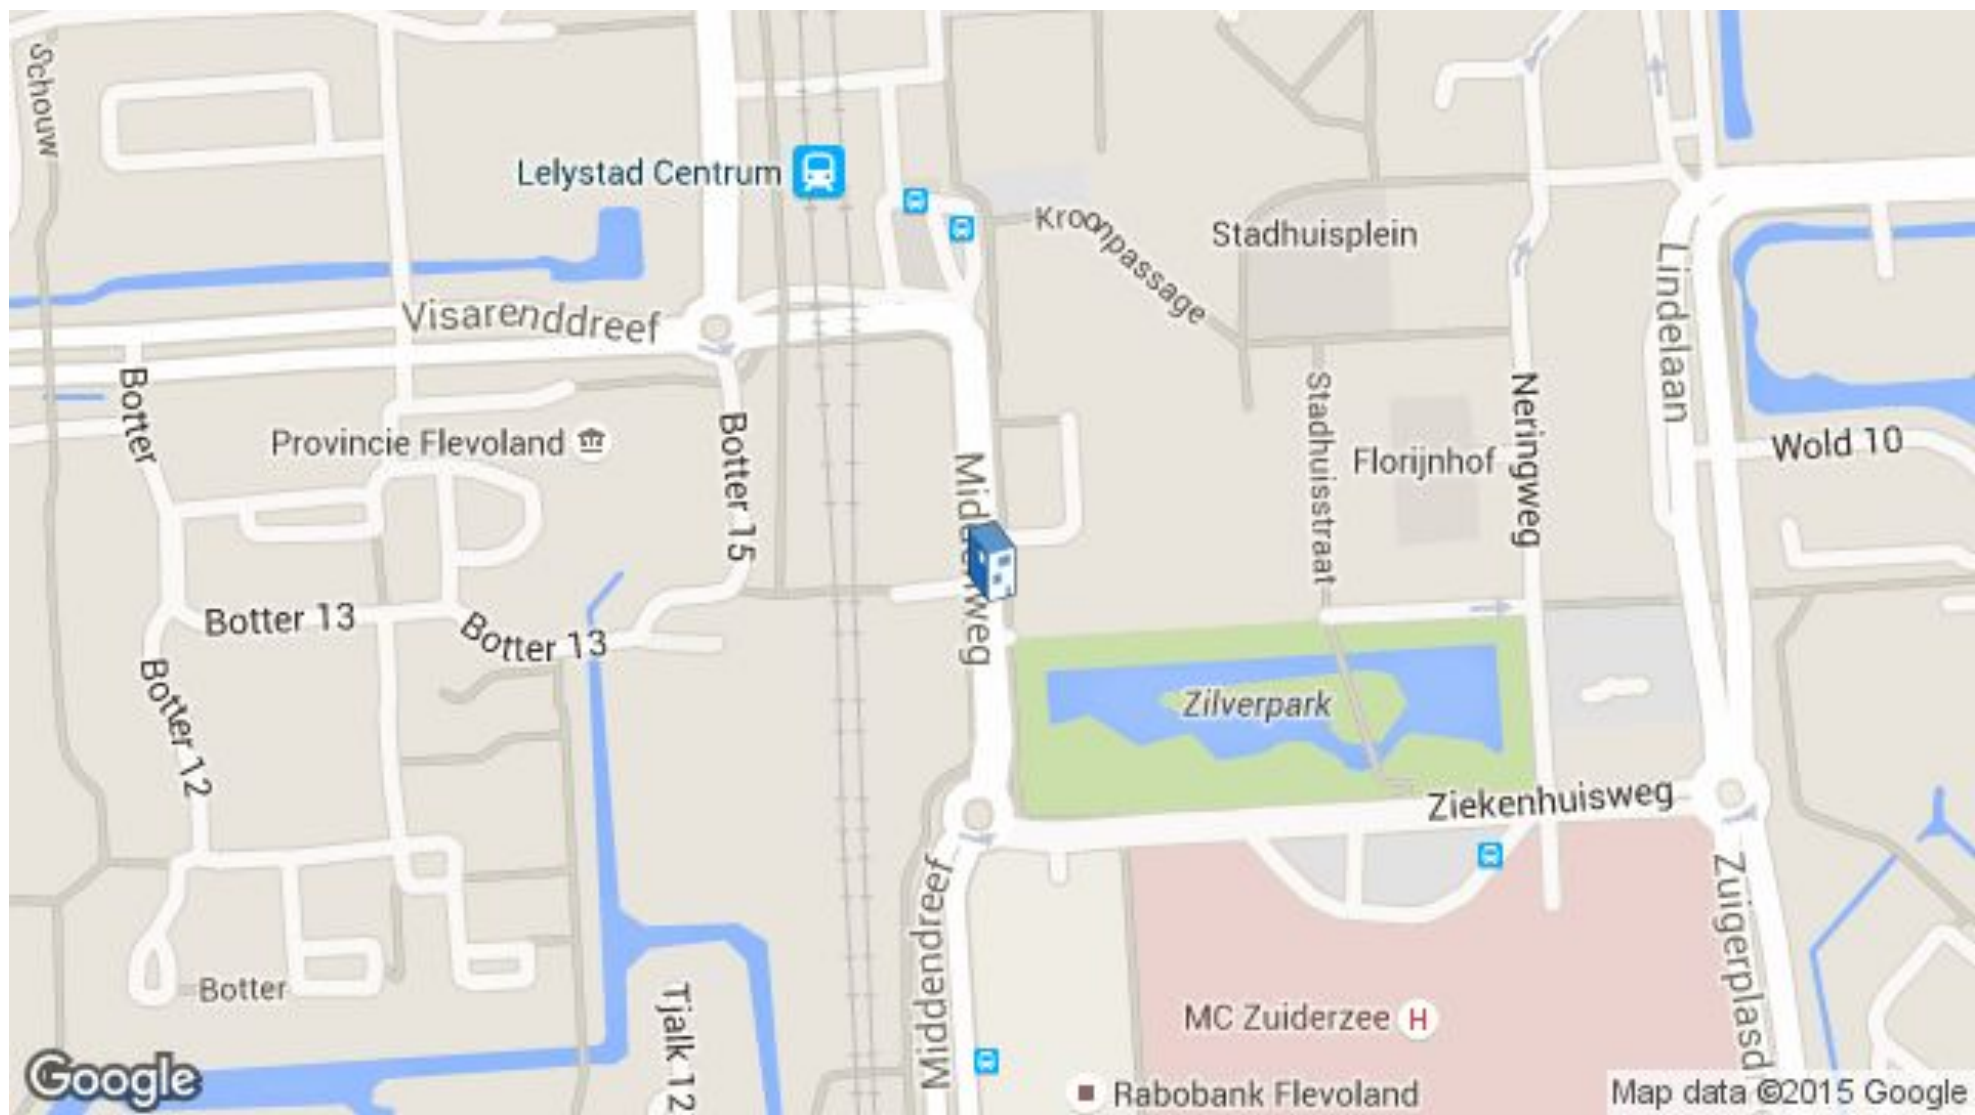 Schouw
Lelystad Centrum
Kroonpassage
Stadhuisplein
Lindelaan
Visarenddreef
Botter
Provincie Flevoland
Botter 15
Middenweg
Stadhuisstraat
Florijnhof
Neringweg
Wold 10
Botter 13
Botter 13
Botter 12
Zilverpark
Ziekenhuisweg
Middendreef
Zuigerplasd
Botter
Tjalk 12
MC Zuiderzee H
Rabobank Flevoland
Google
Map data ©2015 Google